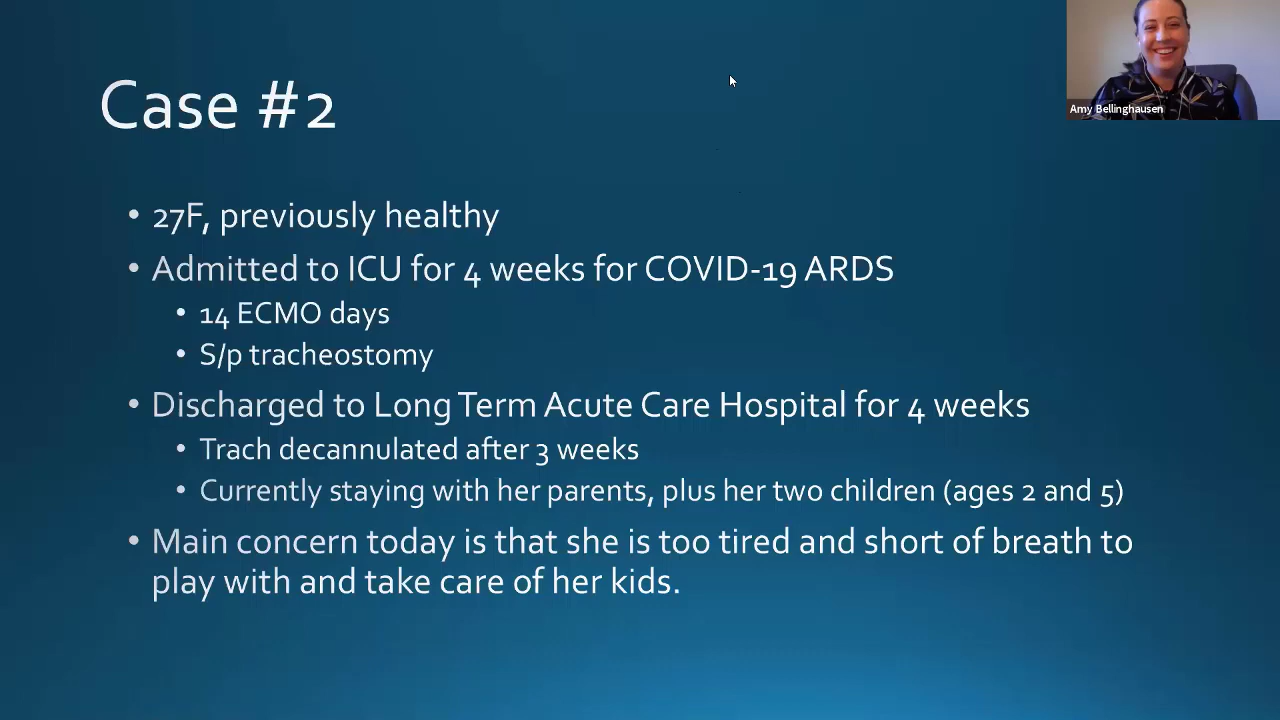 Case #2
Amy Bellinghausen
• 27F, previously healthy
• Admitted to ICU for 4 weeks for COVID-19 ARDS
• 14 ECMO days
• S/p tracheostomy
• Discharged to Long Term Acute Care Hospital for 4 weeks
• Trach decannulated after 3 weeks
• Currently staying with her parents, plus her two children (ages 2 and 5)
• Main concern today is that she is too tired and short of breath to
play with and take care of her kids.